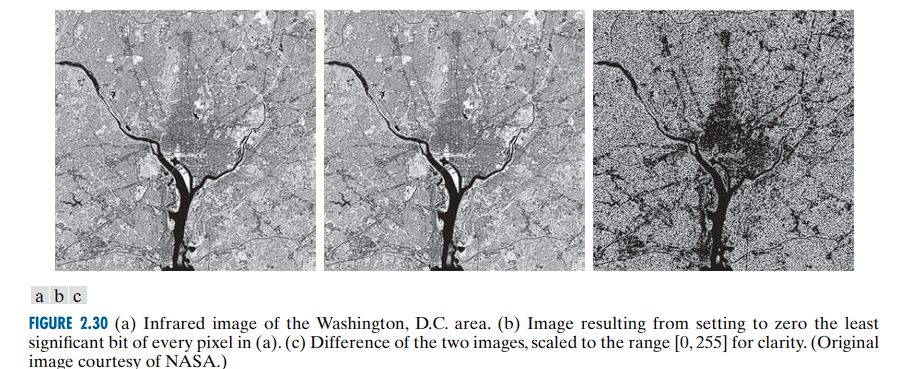 a b c
FIGURE 2.30 (a) Infrared image of the Washington, D.C. area. (b) Image resulting from setting to zero the least
significant bit of every pixel in (a). (c) Difference of the two images, scaled to the range [0, 255] for clarity. (Original
image courtesy of NASA.)